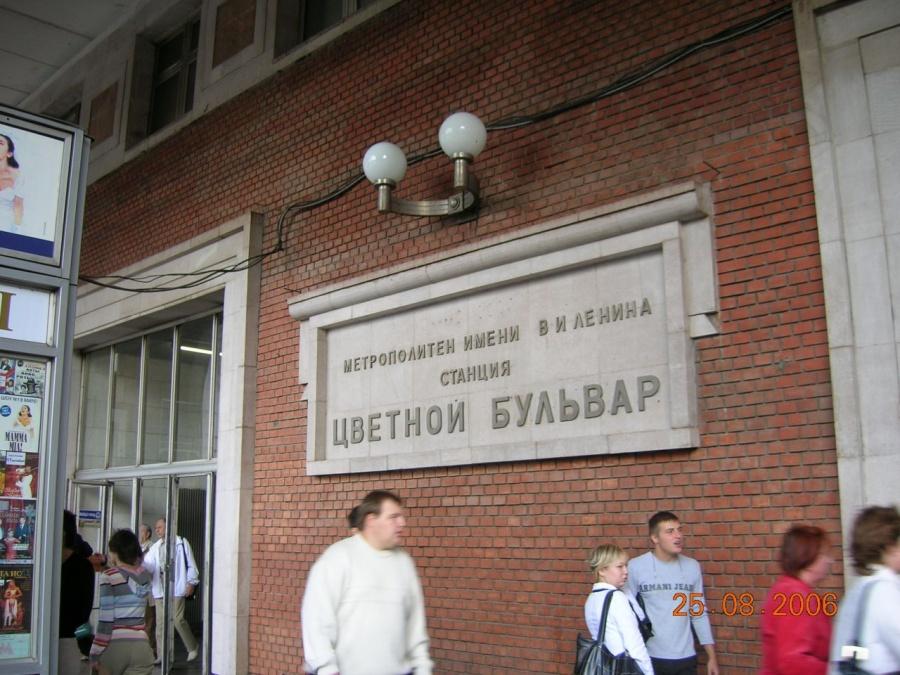 МЕТРОПОЛИТЕН ИМЕНИ В И ЛЕНИНА
СТАНЦИЯ
ЦВЕТНОЙ БУЛЬВАР
MAMMA
MIA!
ARMANI JEANS
25.08.2006